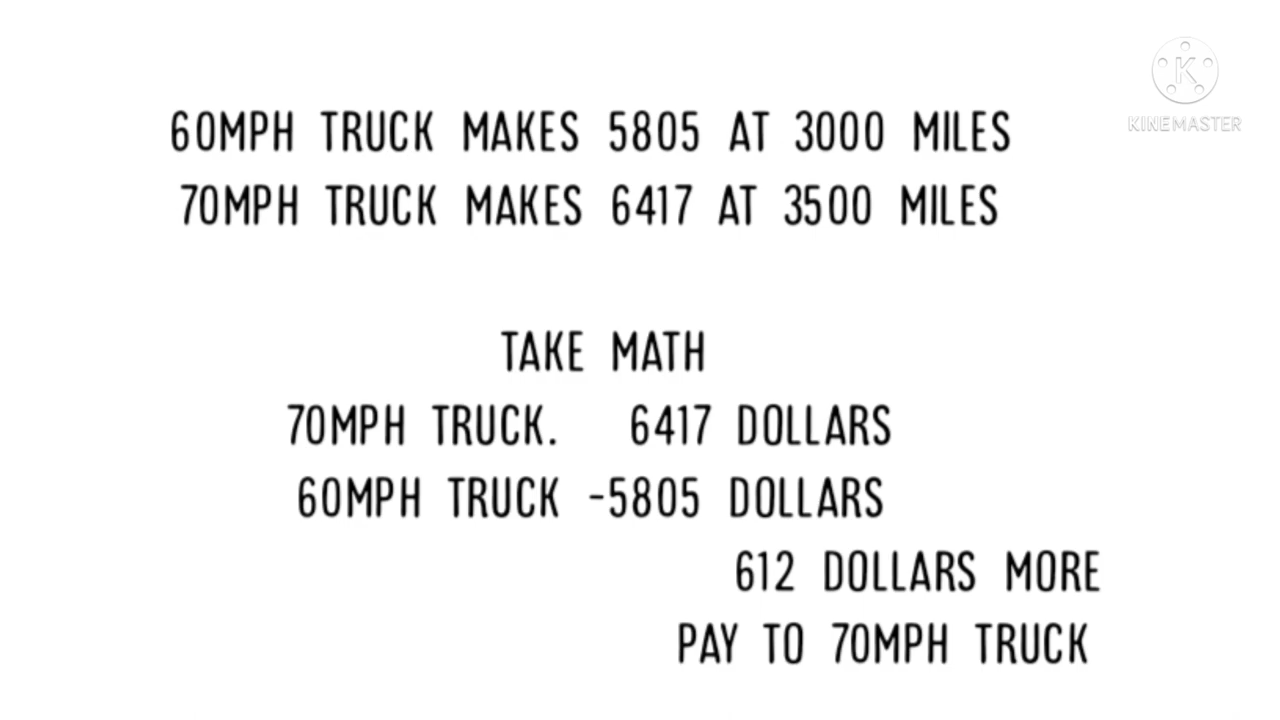 KINEMASTER
60MPH TRUCK MAKES 5805 AT 3000 MILES
70MPH TRUCK MAKES 6417 AT 3500 MILES
TAKE MATH
70MPH TRUCK. 6417 DOLLARS
60MPH TRUCK -5805 DOLLARS
612 DOLLARS MORE
PAY TO 70MPH TRUCK